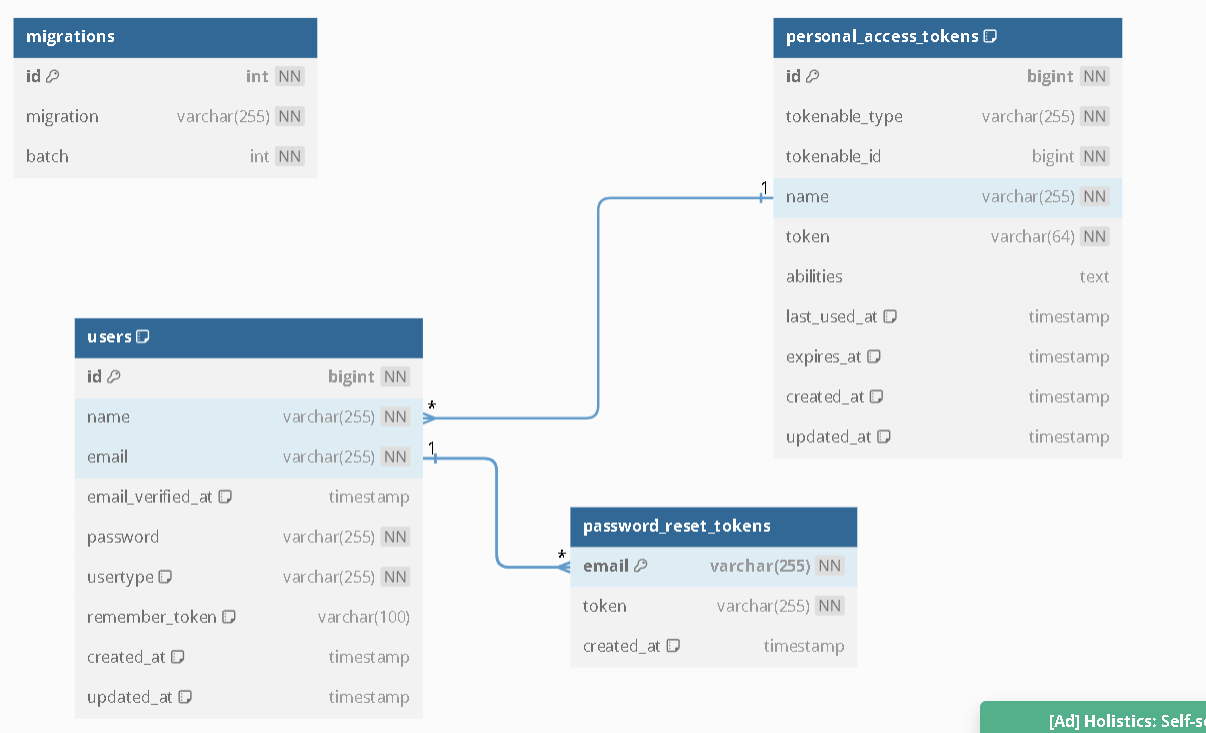 migrations
id int NN
migration varchar(255) NN
batch int NN
personal_access_tokens
id bigint NN
tokenable_type varchar(255) NN
tokenable_id bigint NN
name varchar(255) NN
token varchar(64) NN
abilities text
last_used_at timestamp
expires_at timestamp
created_at timestamp
updated_at timestamp
1
*
1
*
users
id bigint NN
name varchar(255) NN
email varchar(255) NN
email_verified_at timestamp
password varchar(255) NN
usertype varchar(255) NN
remember_token varchar(100)
created_at timestamp
updated_at timestamp
password_reset_tokens
email varchar(255) NN
token varchar(255) NN
created_at timestamp
[Ad] Holistics: Self-s